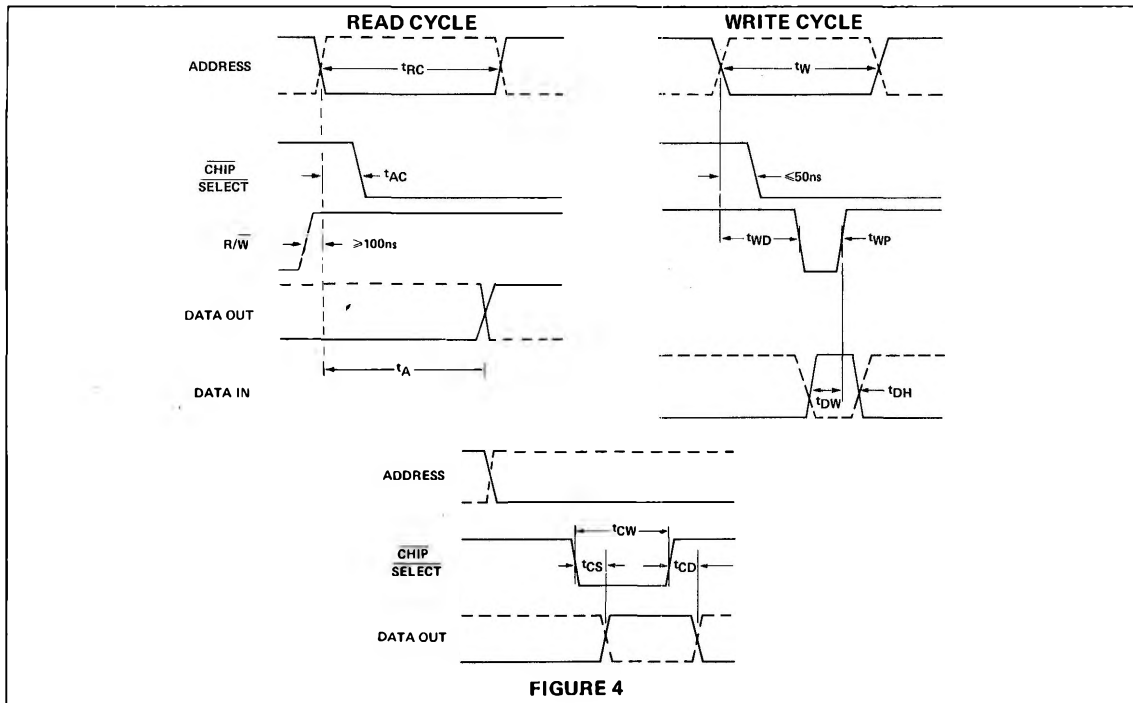 READ CYCLE
ADDRESS
tRC
CHIP
SELECT
tAC
R/W
≥100ns
DATA OUT
tA
DATA IN
WRITE CYCLE
tW
≤50ns
tWD
tWP
tDW
tDH
ADDRESS
tCW
CHIP
SELECT
tCS
tCD
DATA OUT
FIGURE 4